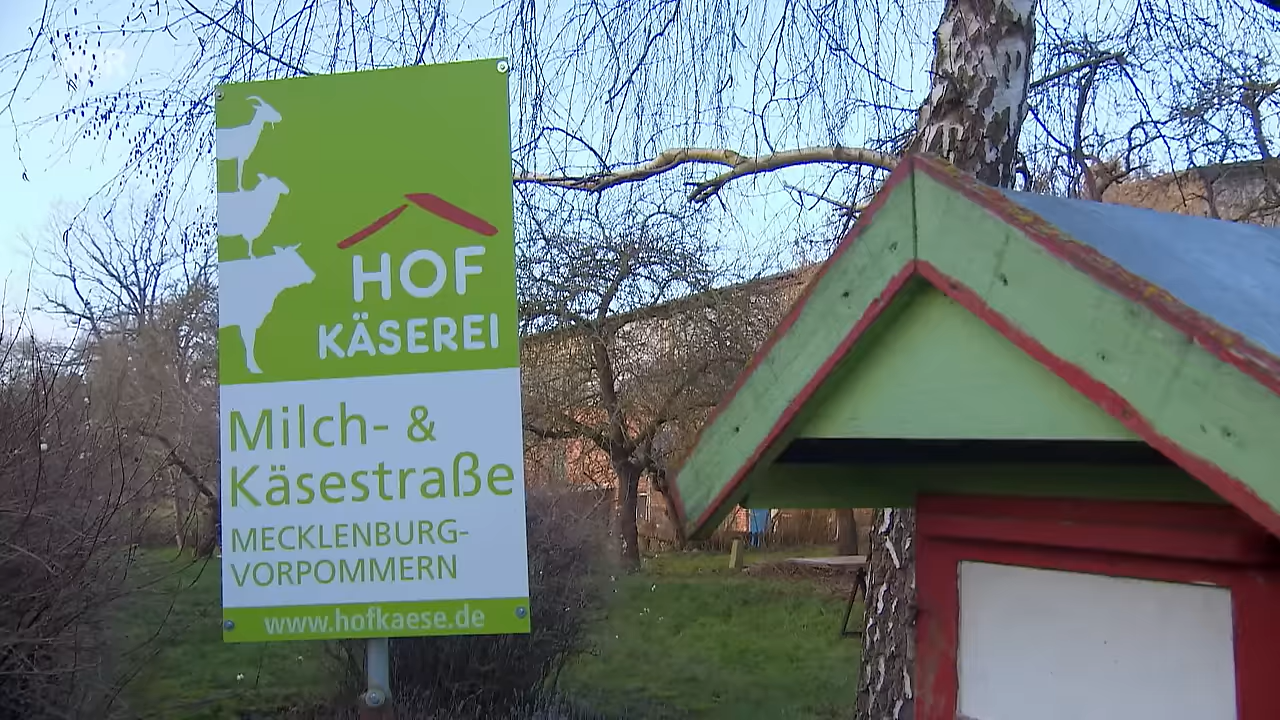 HOF
KÄSEREI
Milch- &
Käsestraße
MECKLENBURG-
VORPOMMERN
www.hofkaese.de